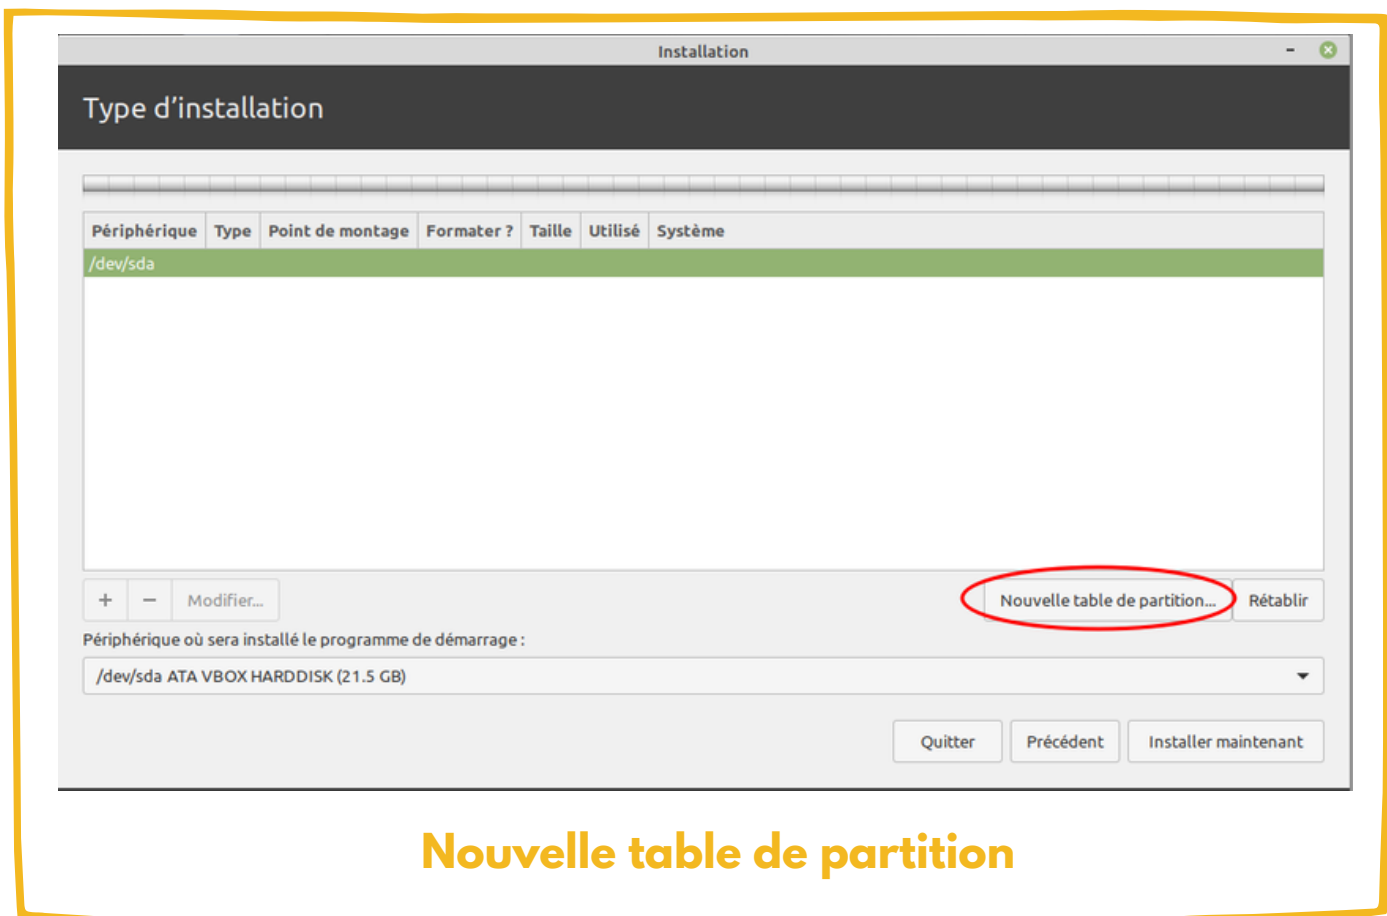 Installation
Type d'installation
Périphérique Type Point de montage Formater ? Taille Utilisé Système
/dev/sda
+ − Modifier... Nouvelle table de partition... Rétablir
Périphérique où sera installé le programme de démarrage :
/dev/sda ATA VBOX HARDDISK (21.5 GB)
Quitter Précédent Installer maintenant
Nouvelle table de partition